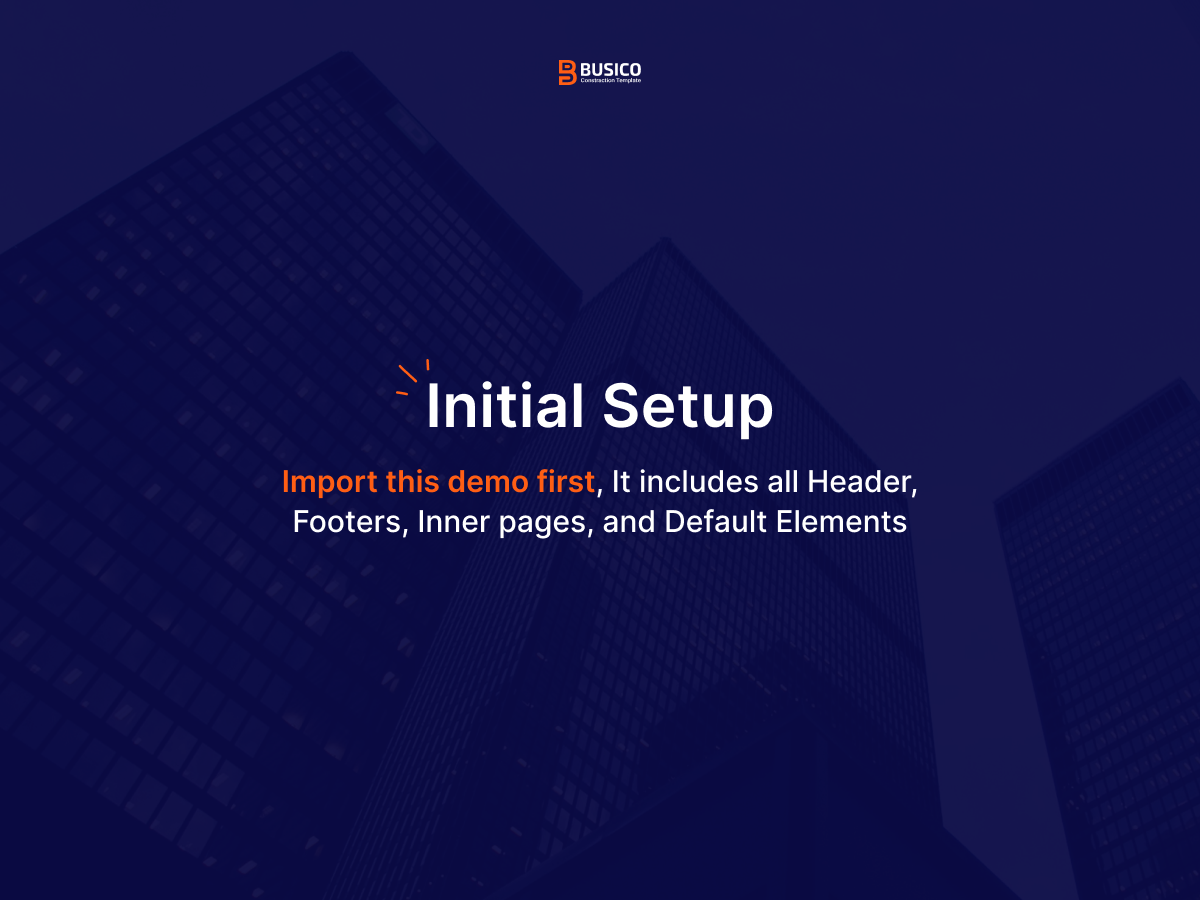 BUSICO
Constraction Template
Initial Setup
Import this demo first, It includes all Header,
Footers, Inner pages, and Default Elements